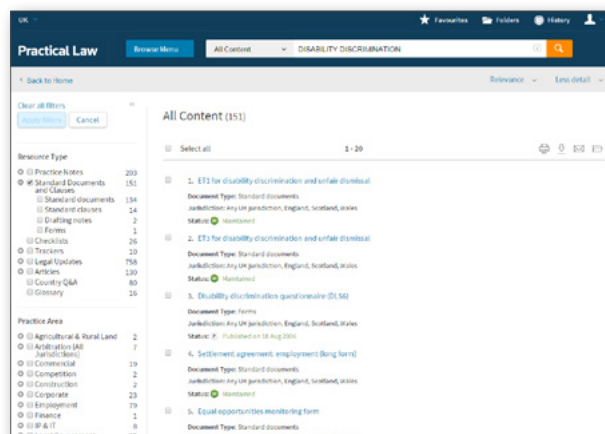 UK
Favourites
Folders
History
Practical Law
Browse Menu
All Content
DISABILITY DISCRIMINATION
Back to Home
Relevance
Less detail
Clear all filters
Apply filters
Cancel
Resource Type
Practice Notes 203
Standard Documents and Clauses 151
Standard documents 134
Standard clauses 14
Drafting notes 2
Forms 1
Checklists 26
Trackers 10
Legal Updates 758
Articles 130
Country Q&A 80
Glossary 16
Practice Area
Agricultural & Rural Land 2
Arbitration (All Jurisdictions) 7
Commercial 19
Competition 2
Construction 2
Corporate 23
Employment 79
Finance 1
IP & IT 8
All Content (151)
Select all
1 - 20
1. ET1 for disability discrimination and unfair dismissal
Document Type: Standard documents
Jurisdiction: Any UK jurisdiction, England, Scotland, Wales
Status: Maintained
2. ET3 for disability discrimination and unfair dismissal
Document Type: Standard documents
Jurisdiction: Any UK jurisdiction, England, Scotland, Wales
Status: Maintained
3. Disability discrimination questionnaire (DL56)
Document Type: Forms
Jurisdiction: Any UK jurisdiction, England, Scotland, Wales
Status: Published on 18 Aug
4. Settlement agreement: employment (long form)
Document Type: Standard documents
Jurisdiction: Any UK jurisdiction, England, Scotland, Wales
Status: Maintained
5. Equal opportunities monitoring form
Document Type: Standard documents